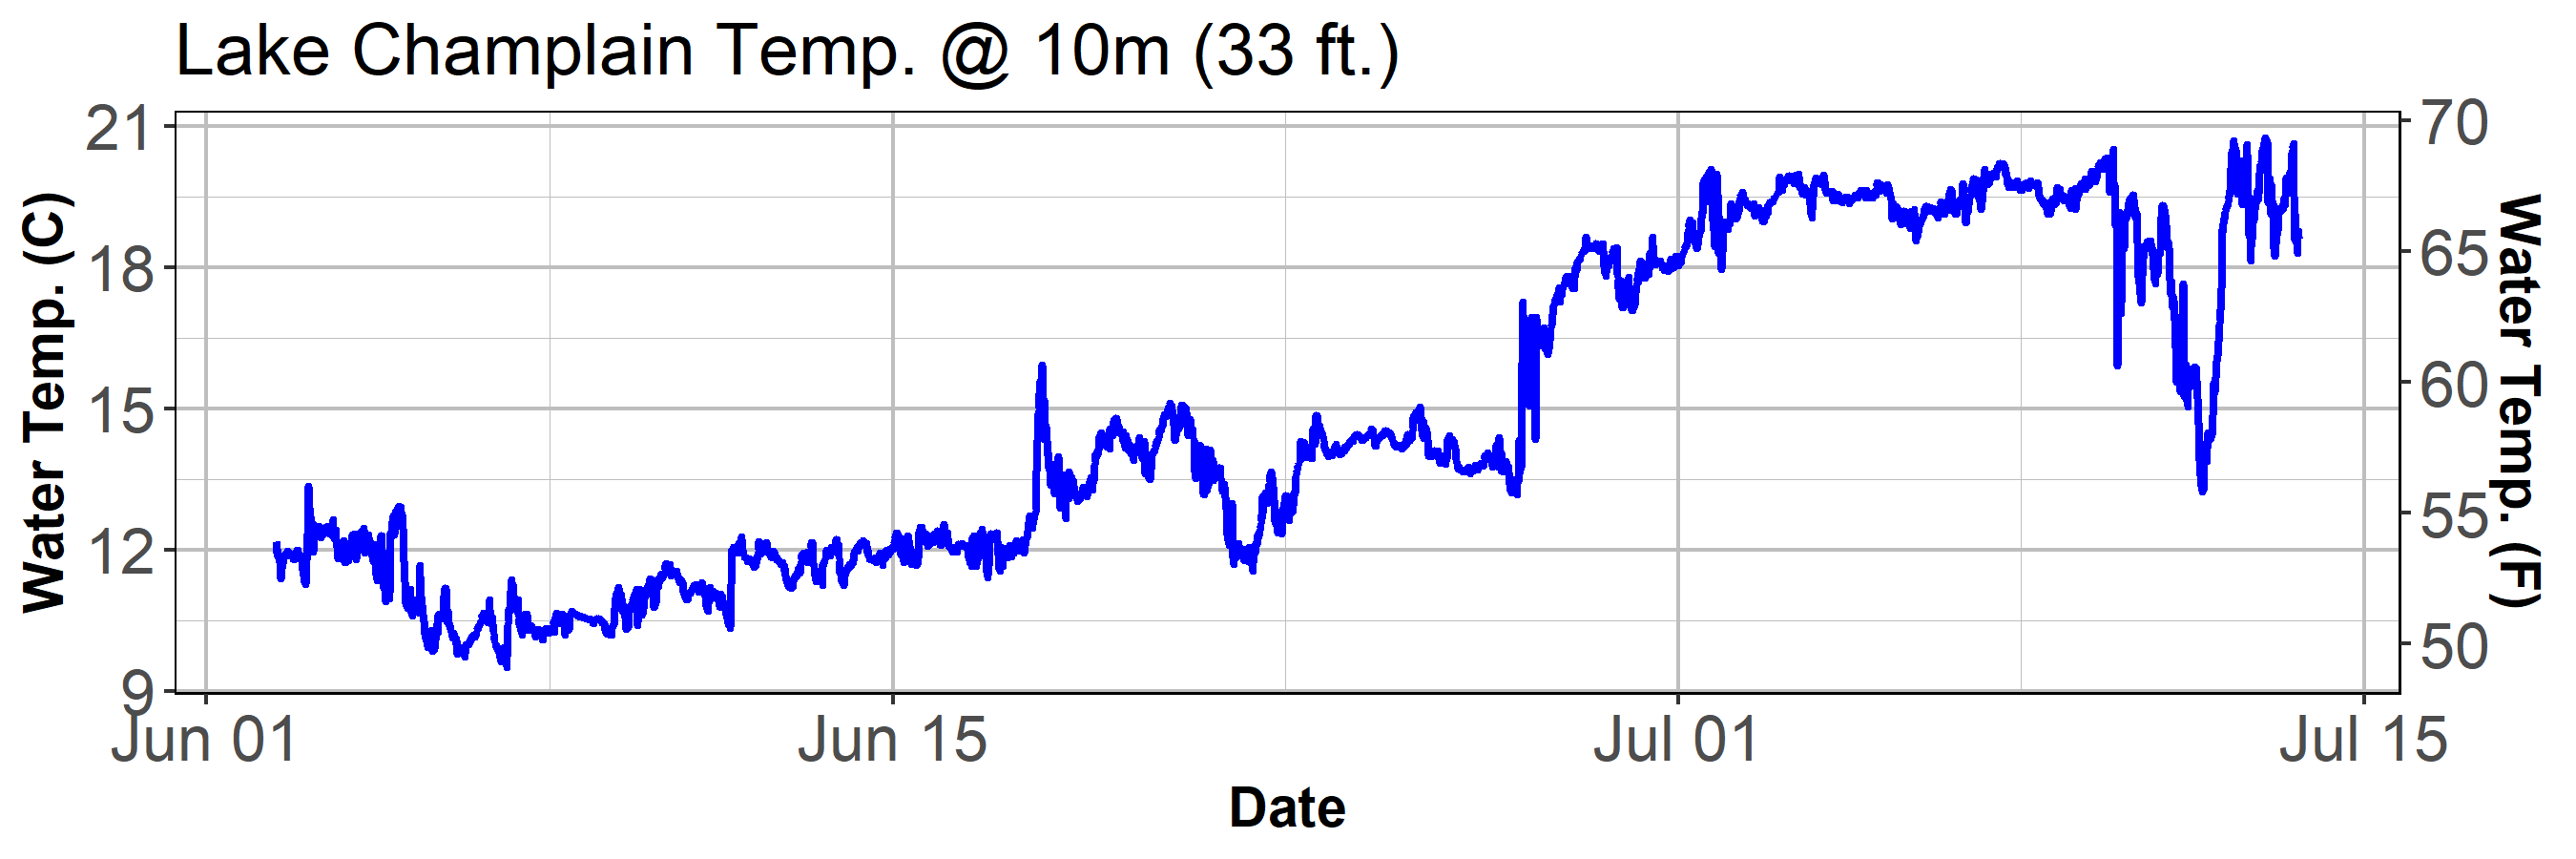 Lake Champlain Temp. @ 10m (33 ft.)
Water Temp. (C)
21
18
15
12
9
70
65
60
55
50
Water Temp. (F)
Jun 01
Jun 15
Jul 01
Jul 15
Date